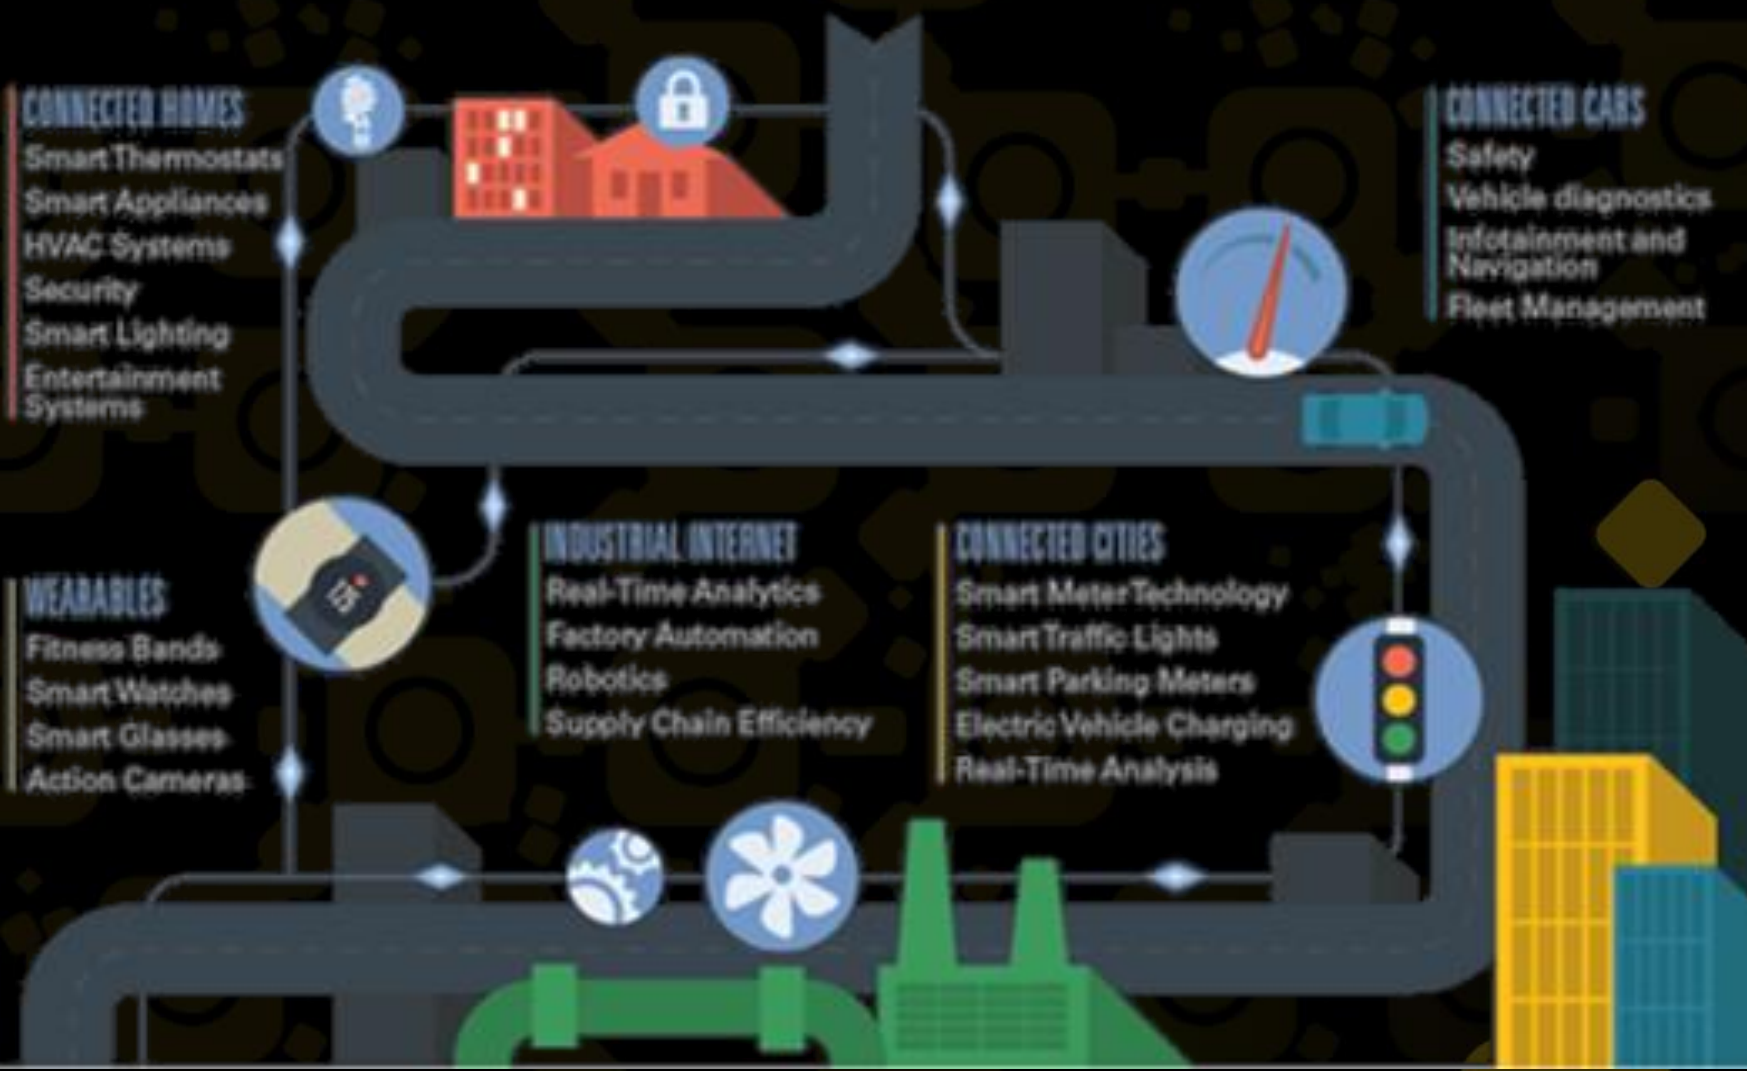 CONNECTED HOMES
Smart Thermostats
Smart Appliances
HVAC Systems
Security
Smart Lighting
Entertainment
Systems
CONNECTED CARS
Safety
Vehicle diagnostics
Infotainment and
Navigation
Fleet Management
WEARABLES
Fitness Bands
Smart Watches
Smart Glasses
Action Cameras
INDUSTRIAL INTERNET
Real-Time Analytics
Factory Automation
Robotics
Supply Chain Efficiency
CONNECTED CITIES
Smart Meter Technology
Smart Traffic Lights
Smart Parking Meters
Electric Vehicle Charging
Real-Time Analysis